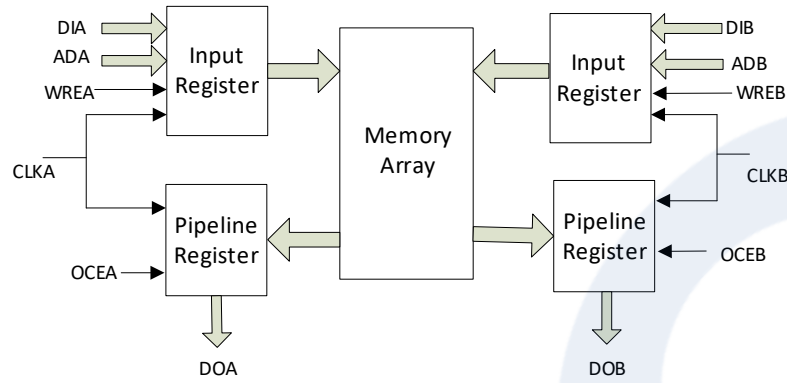 DIA
ADA
WREA
CLKA
Input
Register
Memory
Array
Input
Register
DIB
ADB
WREB
CLKB
Pipeline
Register
OCEA
DOA
Pipeline
Register
OCEB
DOB